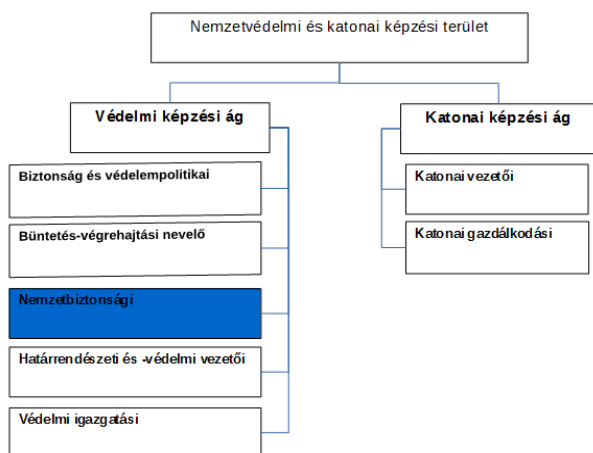 Nemzetvédelmi és katonai képzési terület
Védelmi képzési ág
Biztonság és védelempolitikai
Büntetés-végrehajtási nevelő
Nemzetbiztonsági
Határrendészeti és -védelmi vezetői
Védelmi igazgatási
Katonai képzési ág
Katonai vezetői
Katonai gazdálkodási